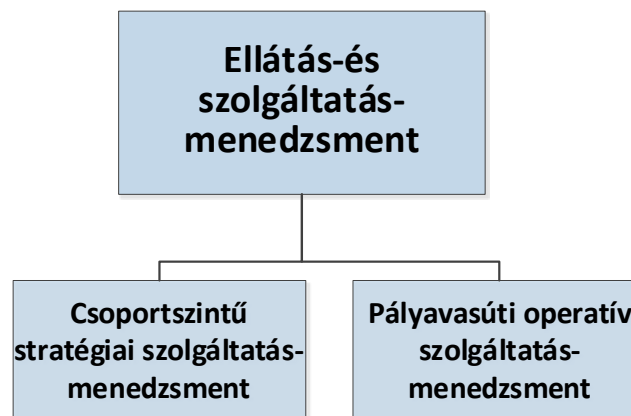 Ellátás-és
szolgáltatás-
menedzsment
Csoportszintű
stratégiai szolgáltatás-
menedzsment
Pályavasúti operatív
szolgáltatás-
menedzsment